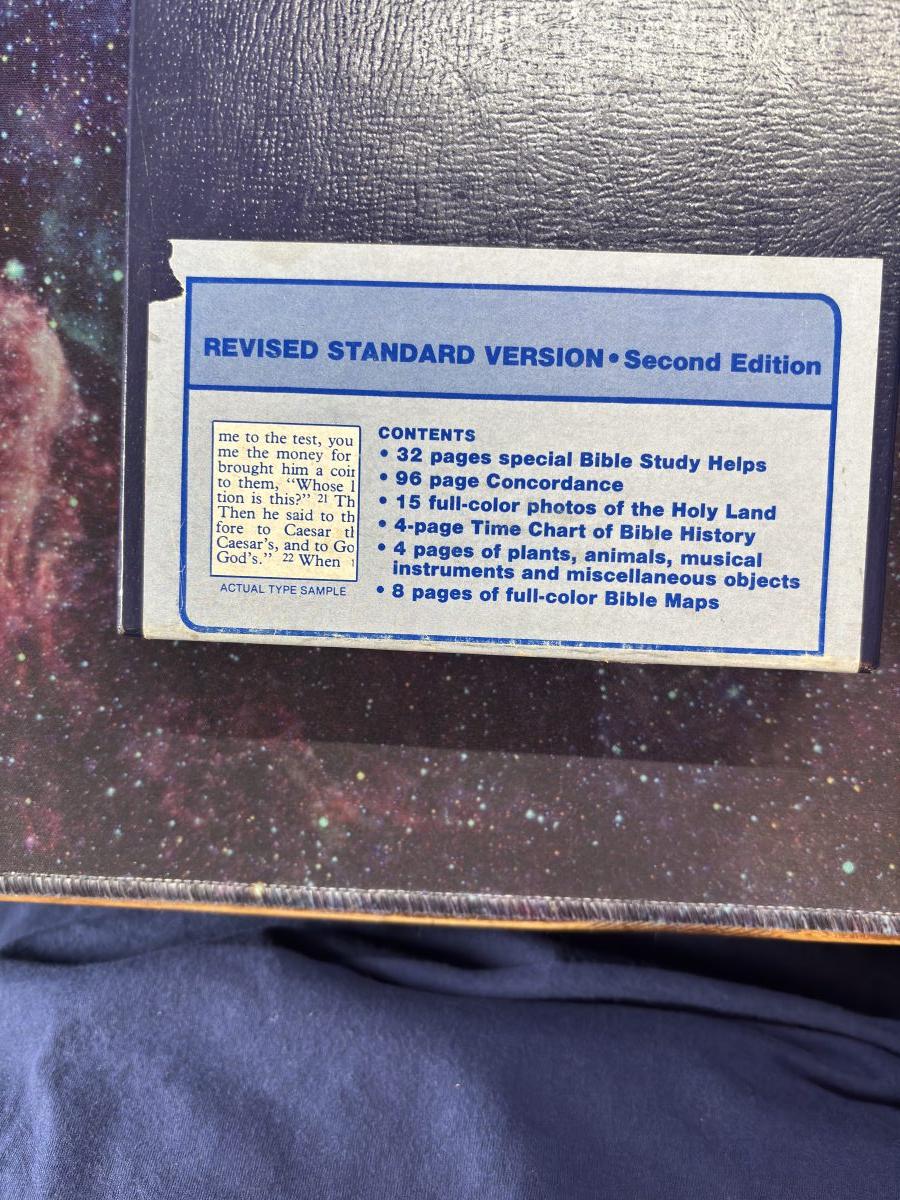 REVISED STANDARD VERSION • Second Edition
me to the test, you
me the money for
brought him a coin
to them, "Whose
tion is this?" 21 Th
Then he said to th
fore to Caesar th
Caesar's, and to Go
God's." 22 When
ACTUAL TYPE SAMPLE
CONTENTS
• 32 pages special Bible Study Helps
• 96 page Concordance
• 15 full-color photos of the Holy Land
• 4-page Time Chart of Bible History
• 4 pages of plants, animals, musical
instruments and miscellaneous objects
• 8 pages of full-color Bible Maps